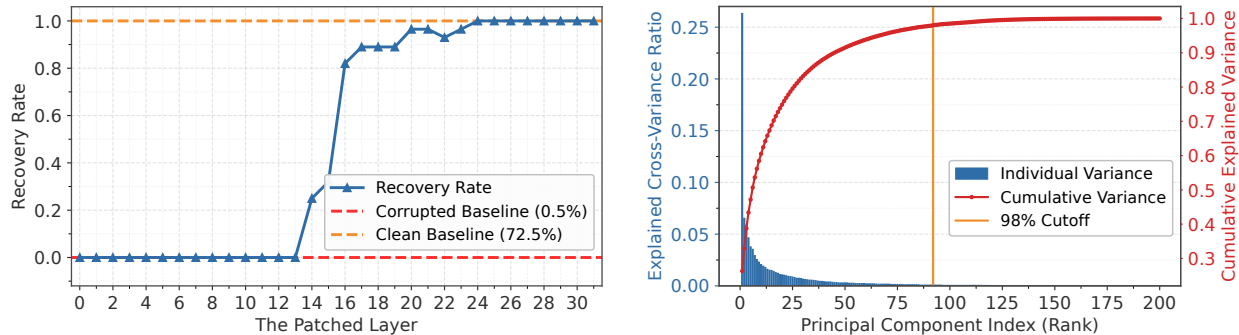 Recovery Rate
1.0
0.8
0.6
0.4
0.2
0.0
Recovery Rate
Corrupted Baseline (0.5%)
Clean Baseline (72.5%)
0 2 4 6 8 10 12 14 16 18 20 22 24 26 28 30
The Patched Layer
Explained Cross-Variance Ratio
0.25
0.20
0.15
0.10
0.05
0.00
Individual Variance
Cumulative Variance
98% Cutoff
0 25 50 75 100 125 150 175 200
Principal Component Index (Rank)
1.0
0.9
0.8
0.7
0.6
0.5
0.4
0.3
Cumulative Explained Variance